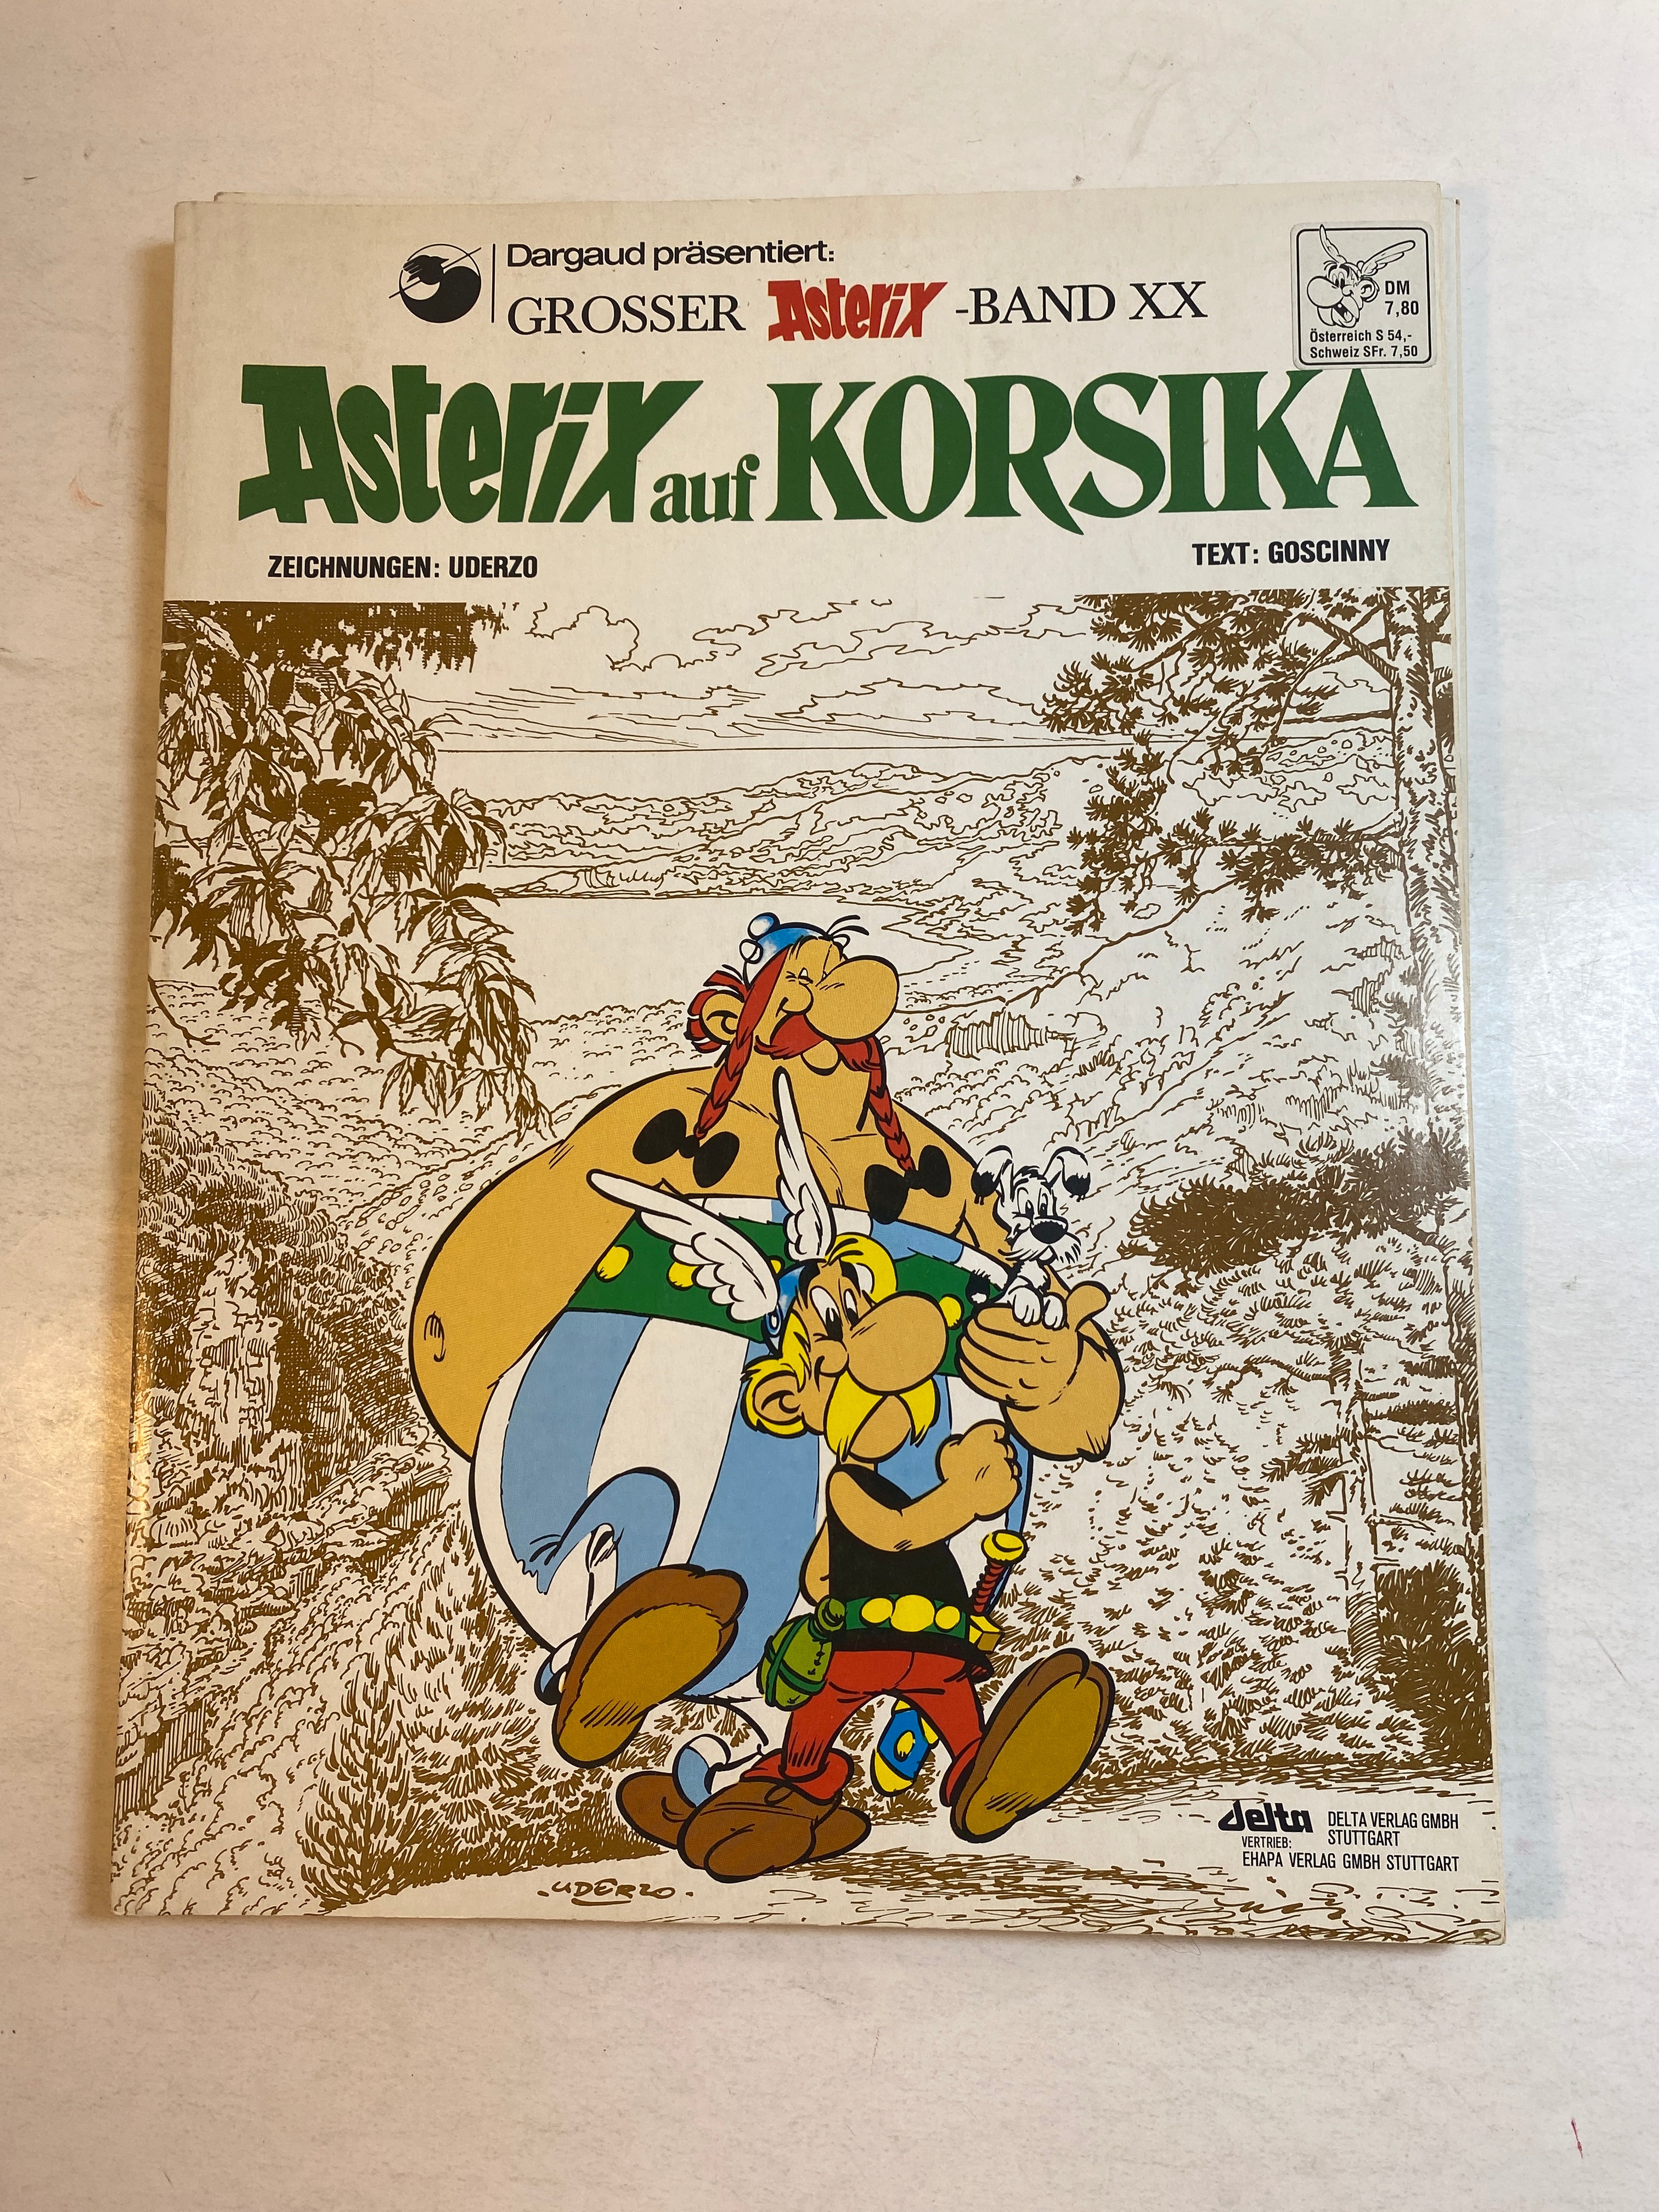 Dargaud präsentiert:
GROSSER Asterix -BAND XX
DM
7,80
Österreich S 54,-
Schweiz SFr. 7,50
Asterix auf KORSIKA
ZEICHNUNGEN: UDERZO
TEXT: GOSCINNY
delta DELTA VERLAG GMBH
STUTTGART
VERTRIEB:
EHAPA VERLAG GMBH STUTTGART
·UDERZO·